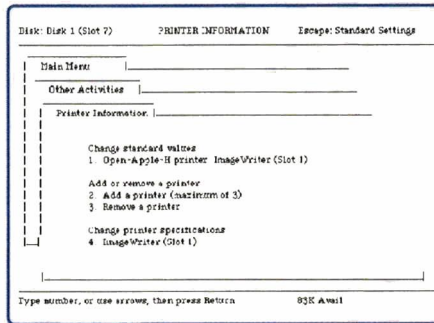 Disk: Disk 1 (Slot 7) PRINTER INFORMATION Escape: Standard Settings
Main Menu
Other Activities
Printer Information
Change standard values
1. Open-Apple-H printer ImageWriter (Slot 1)
Add or remove a printer
2. Add a printer (maximum of 3)
3. Remove a printer
Change printer specifications
4. ImageWriter (Slot 1)
Type number, or use arrows, then press Return 83K Avail